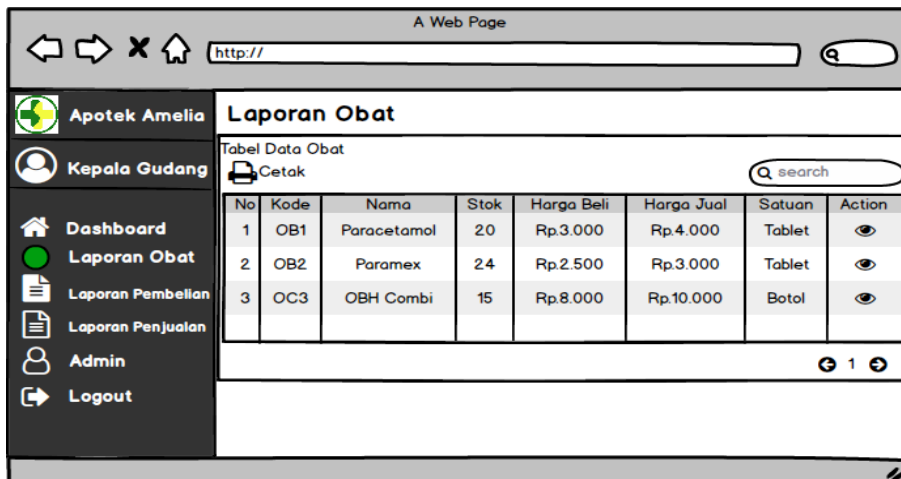 A Web Page
http://
Apotek Amelia
Kepala Gudang
Dashboard
Laporan Obat
Laporan Pembelian
Laporan Penjualan
Admin
Logout
Laporan Obat
Tabel Data Obat
Cetak
search
No Kode Nama Stok Harga Beli Harga Jual Satuan Action
1 OB1 Paracetamol 20 Rp.3.000 Rp.4.000 Tablet
2 OB2 Paramex 24 Rp.2.500 Rp.3.000 Tablet
3 OC3 OBH Combi 15 Rp.8.000 Rp.10.000 Botol
1